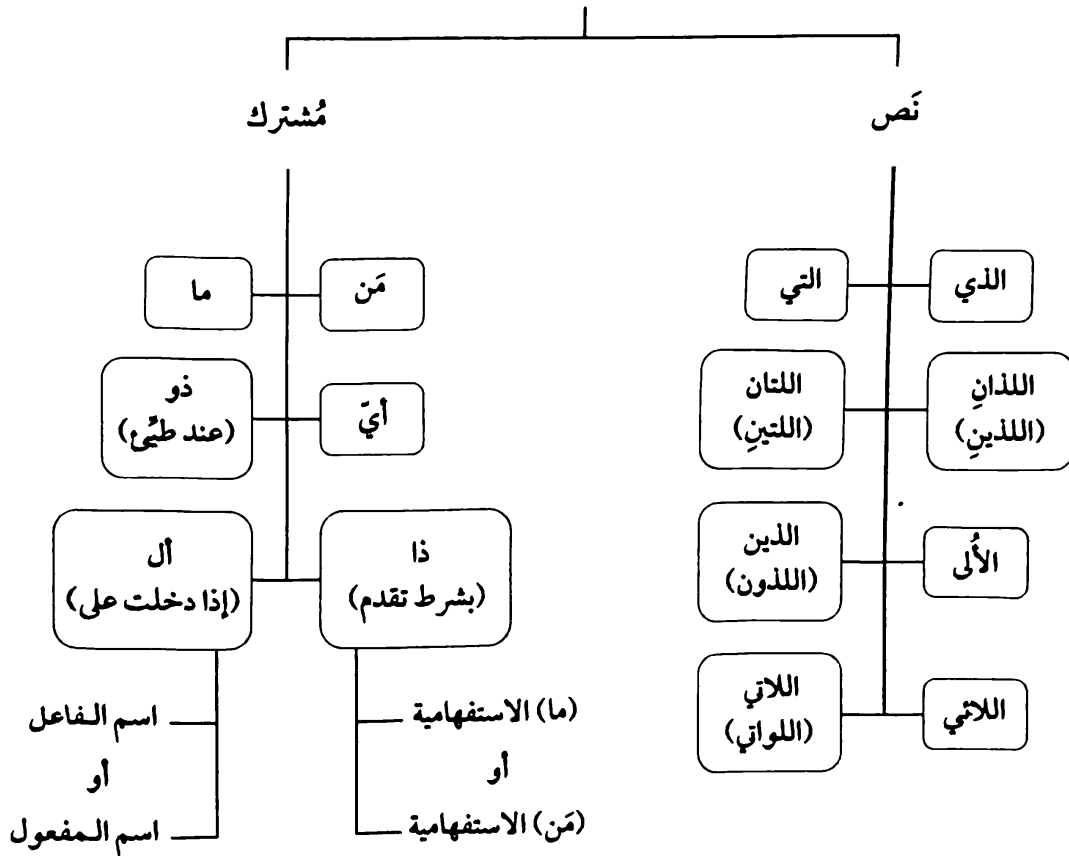 نَص
مُشترك
الذي
التي
اللذانِ
(اللذينِ)
اللتان
(اللتينِ)
الأُلى
الذين
(اللذون)
اللائي
اللاتي
(اللواتي)
مَن
ما
أيّ
ذو
(عند طيِّئ)
ذا
(بشرط تقدم)
أل
(إذا دخلت على)
(ما) الاستفهامية
أو
(مَن) الاستفهامية
اسم الفاعل
أو
اسم المفعول